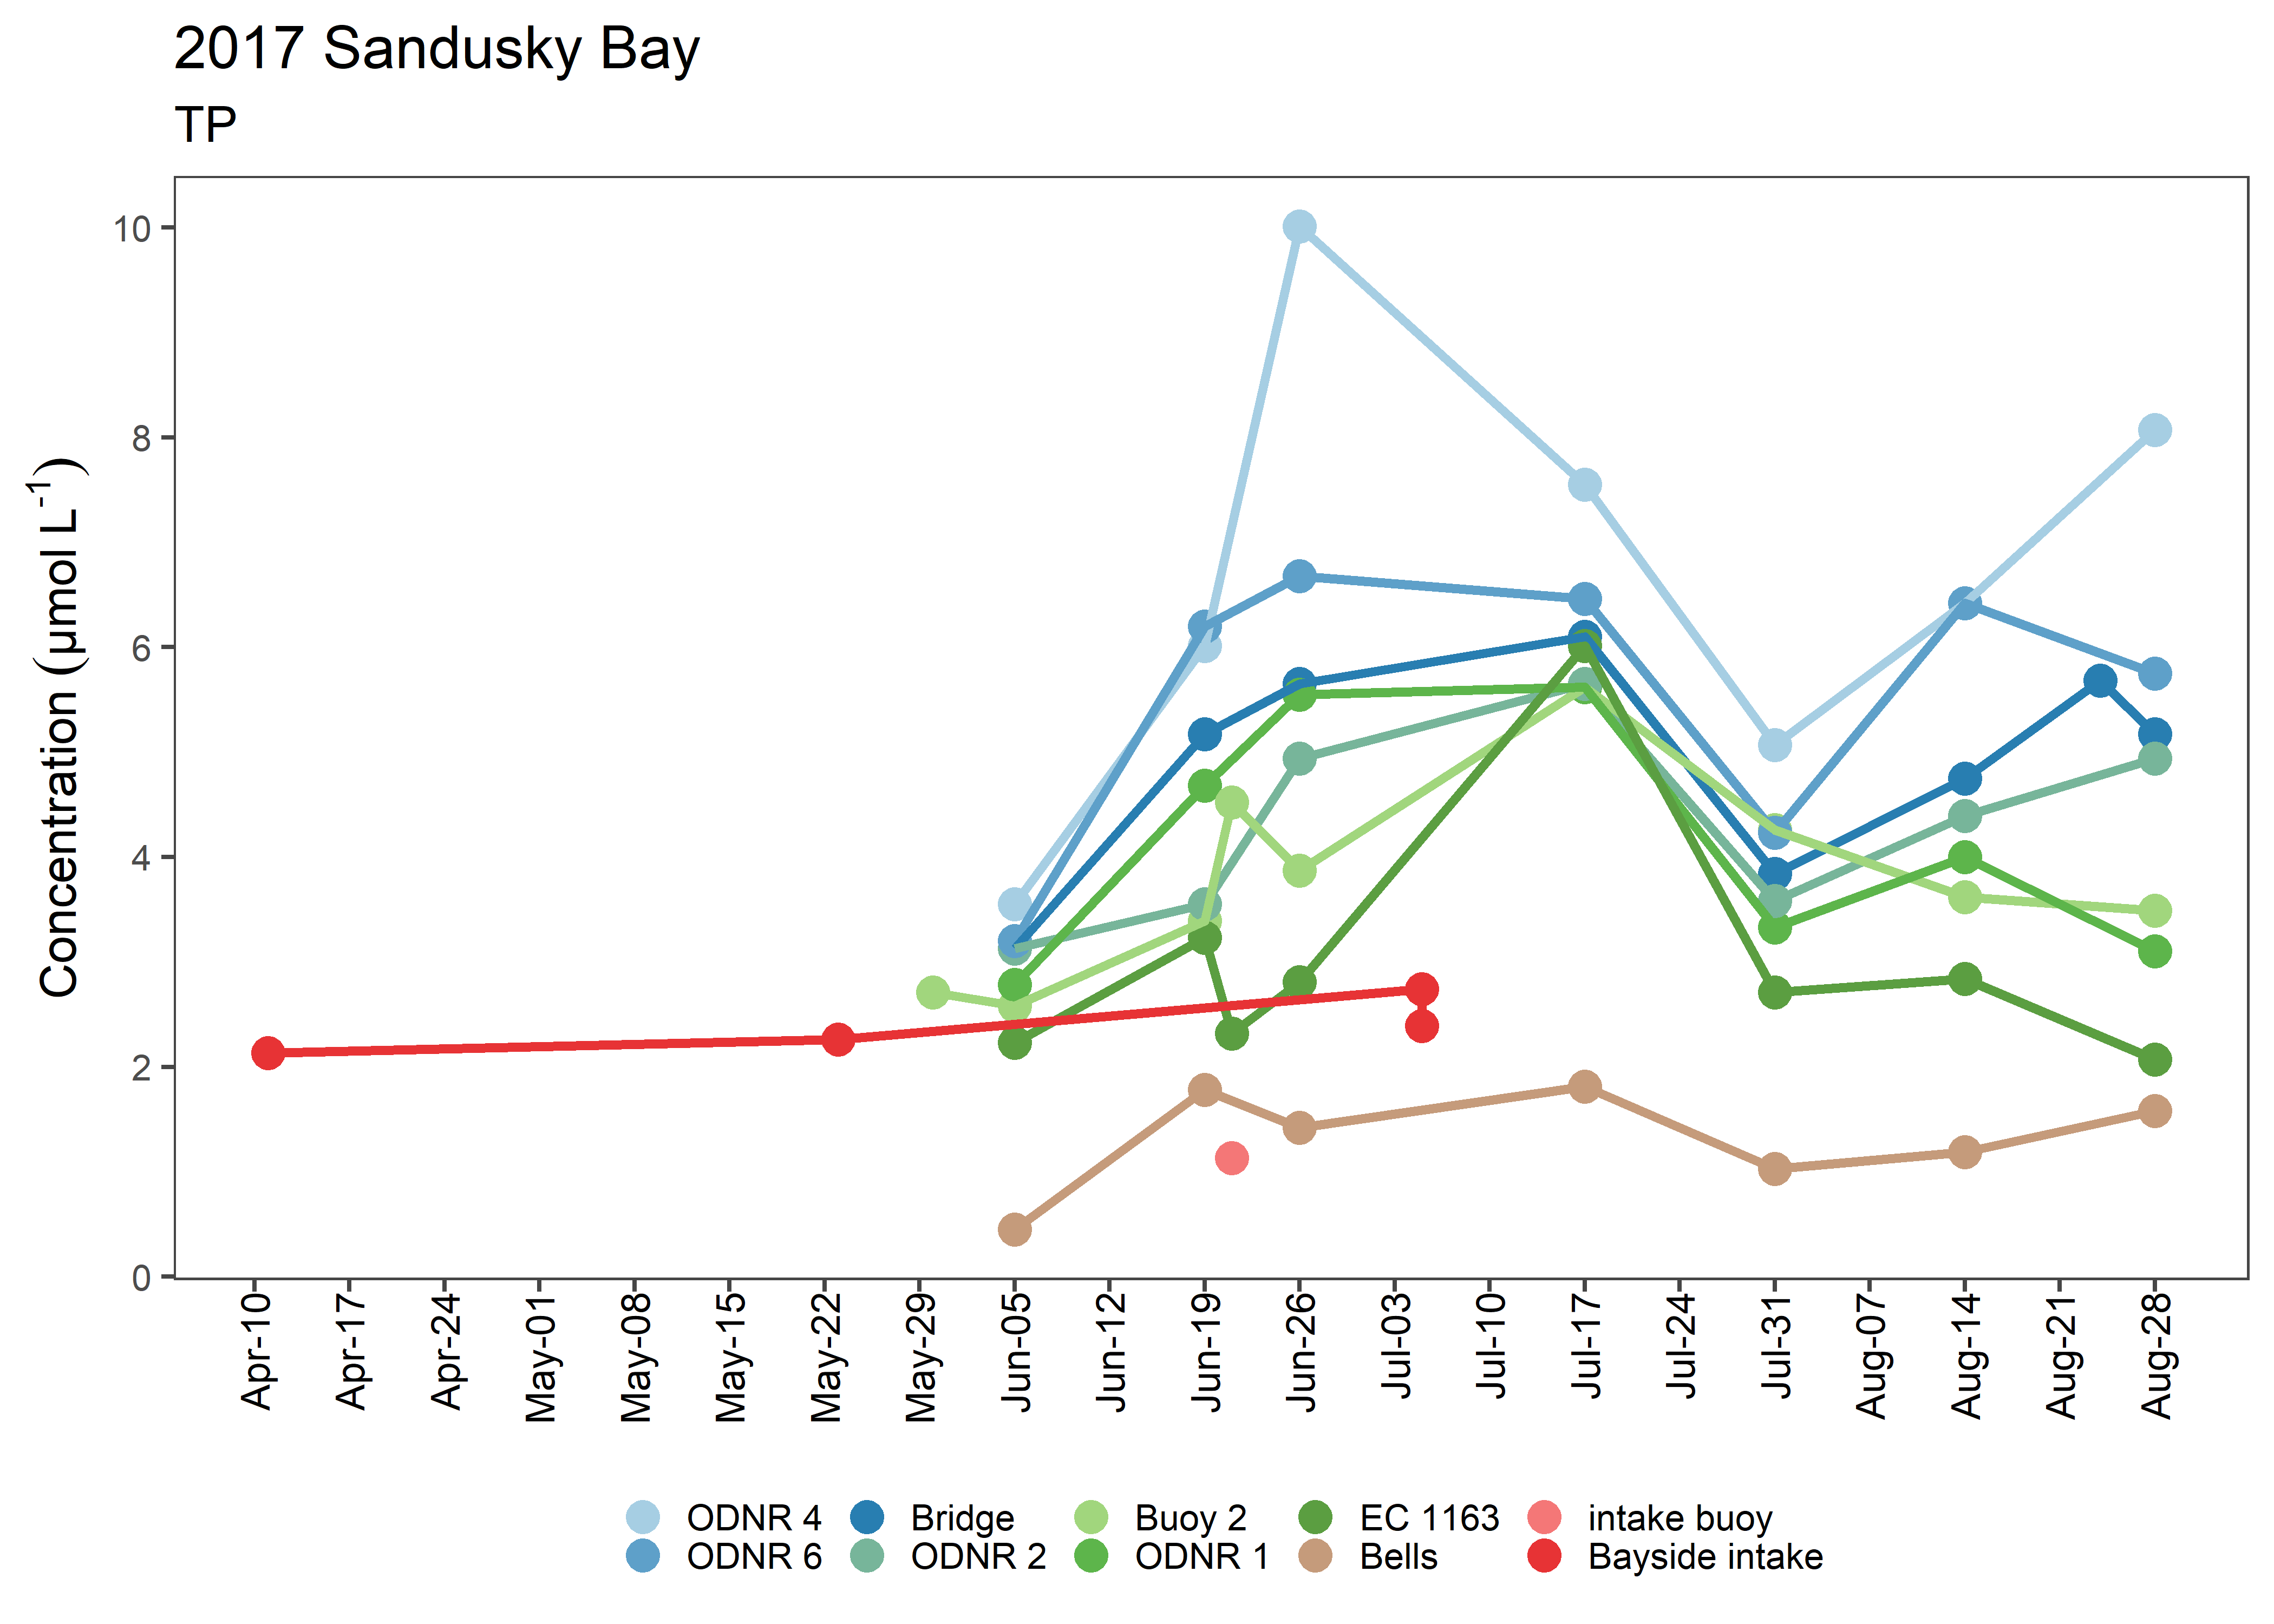 2017 Sandusky Bay
TP
Concentration (µmol L⁻¹)
10
8
6
4
2
0
Apr-10
Apr-17
Apr-24
May-01
May-08
May-15
May-22
May-29
Jun-05
Jun-12
Jun-19
Jun-26
Jul-03
Jul-10
Jul-17
Jul-24
Jul-31
Aug-07
Aug-14
Aug-21
Aug-28
ODNR 4 Bridge Buoy 2 EC 1163 intake buoy
ODNR 6 ODNR 2 ODNR 1 Bells Bayside intake